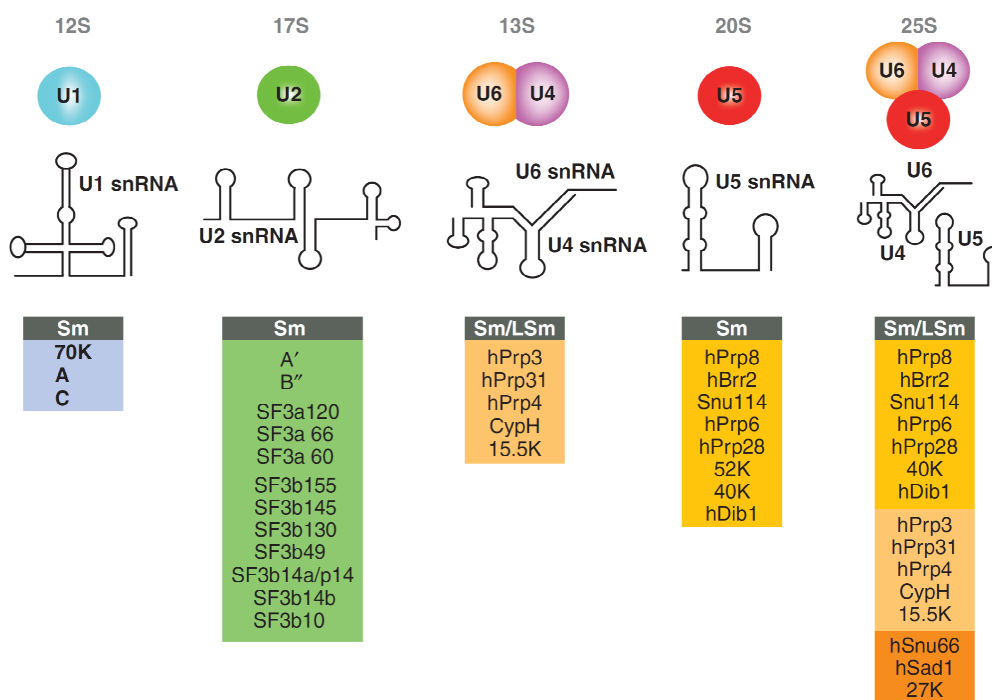 12S
17S
13S
20S
25S
U1
U2
U6
U4
U5
U6
U4
U5
U1 snRNA
U2 snRNA
U6 snRNA
U4 snRNA
U5 snRNA
U6
U4
U5
Sm
70K
A
C
Sm
A′
B″
SF3a120
SF3a 66
SF3a 60
SF3b155
SF3b145
SF3b130
SF3b49
SF3b14a/p14
SF3b14b
SF3b10
Sm/LSm
hPrp3
hPrp31
hPrp4
CypH
15.5K
Sm
hPrp8
hBrr2
Snu114
hPrp6
hPrp28
52K
40K
hDib1
Sm/LSm
hPrp8
hBrr2
Snu114
hPrp6
hPrp28
40K
hDib1
hPrp3
hPrp31
hPrp4
CypH
15.5K
hSnu66
hSad1
27K